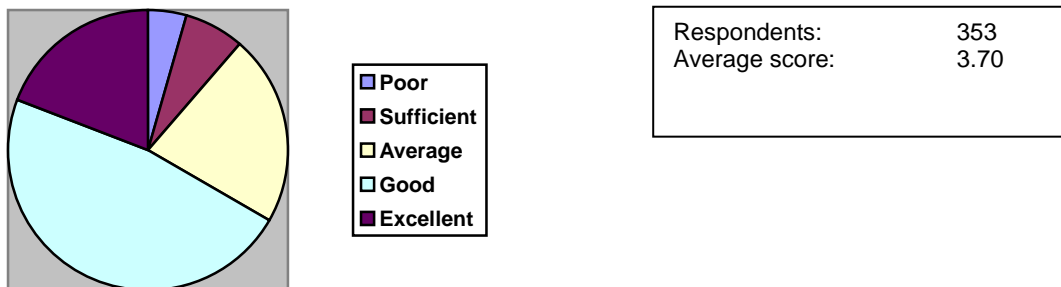 Poor
Sufficient
Average
Good
Excellent
Respondents: 353
Average score: 3.70